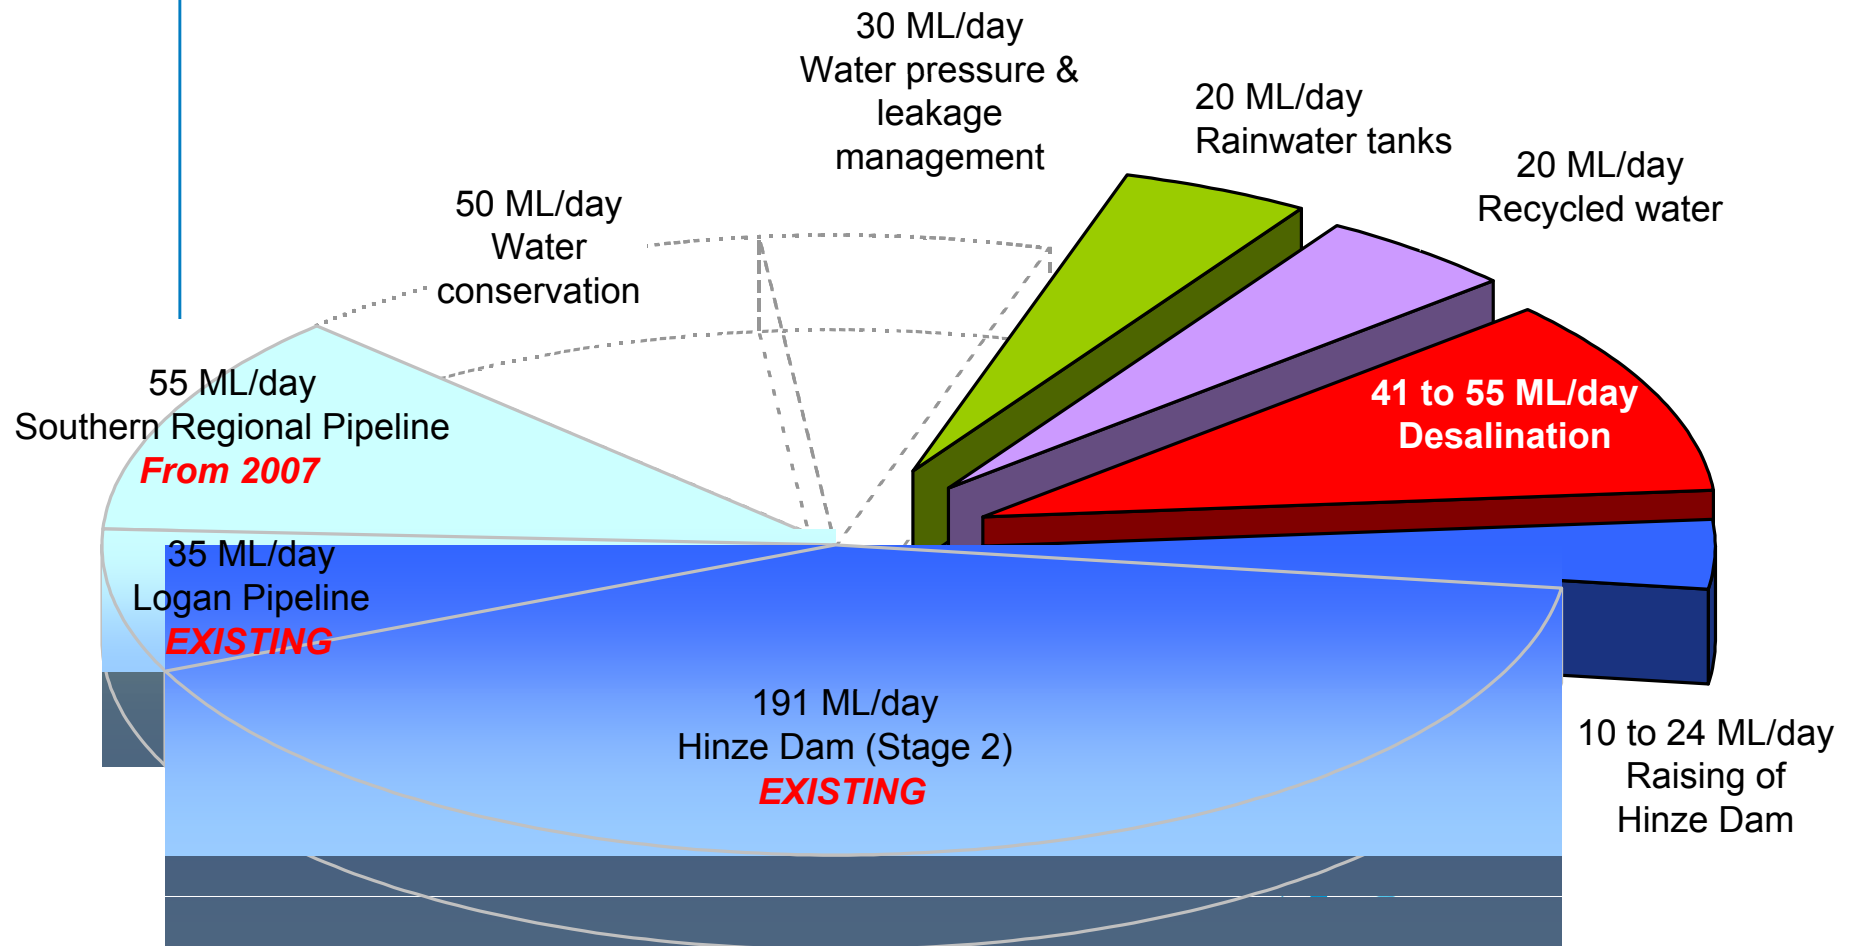 30 ML/day
Water pressure &
leakage
management
20 ML/day
Rainwater tanks
20 ML/day
Recycled water
50 ML/day
Water
conservation
55 ML/day
Southern Regional Pipeline
From 2007
41 to 55 ML/day
Desalination
35 ML/day
Logan Pipeline
EXISTING
191 ML/day
Hinze Dam (Stage 2)
EXISTING
10 to 24 ML/day
Raising of
Hinze Dam